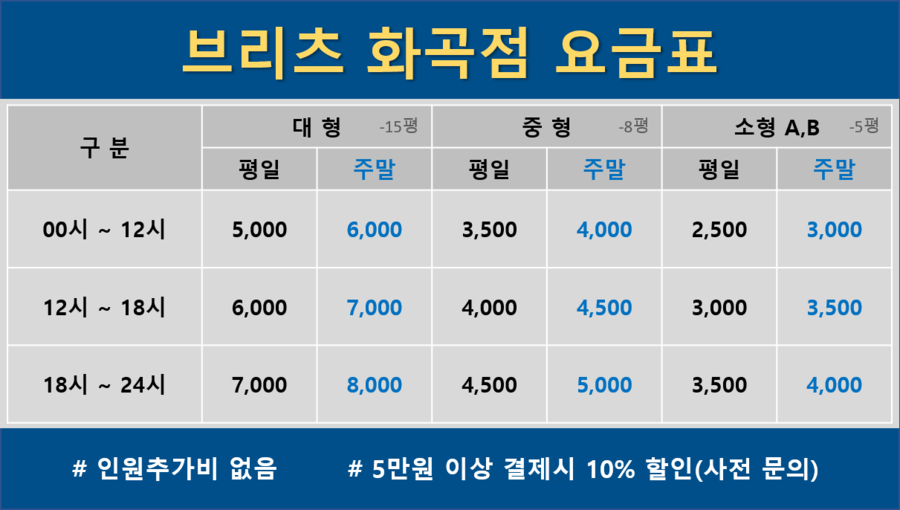 브리츠 화곡점 요금표
구 분 대 형 -15평 중 형 -8평 소형 A,B -5평
평일 주말 평일 주말 평일 주말
00시 ~ 12시 5,000 6,000 3,500 4,000 2,500 3,000
12시 ~ 18시 6,000 7,000 4,000 4,500 3,000 3,500
18시 ~ 24시 7,000 8,000 4,500 5,000 3,500 4,000
# 인원추가비 없음 # 5만원 이상 결제시 10% 할인(사전 문의)